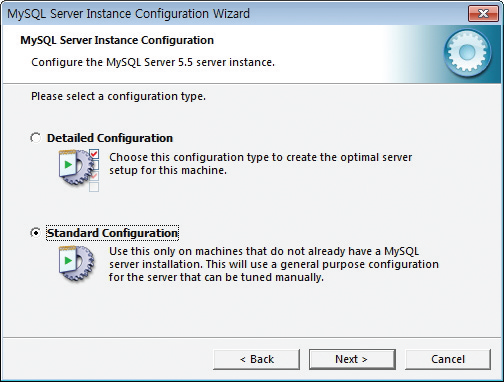 MySQL Server Instance Configuration Wizard
MySQL Server Instance Configuration
Configure the MySQL Server 5.5 server instance.
Please select a configuration type.
Detailed Configuration
Choose this configuration type to create the optimal server
setup for this machine.
Standard Configuration
Use this only on machines that do not already have a MySQL
server installation. This will use a general purpose configuration
for the server that can be tuned manually.
< Back
Next >
Cancel